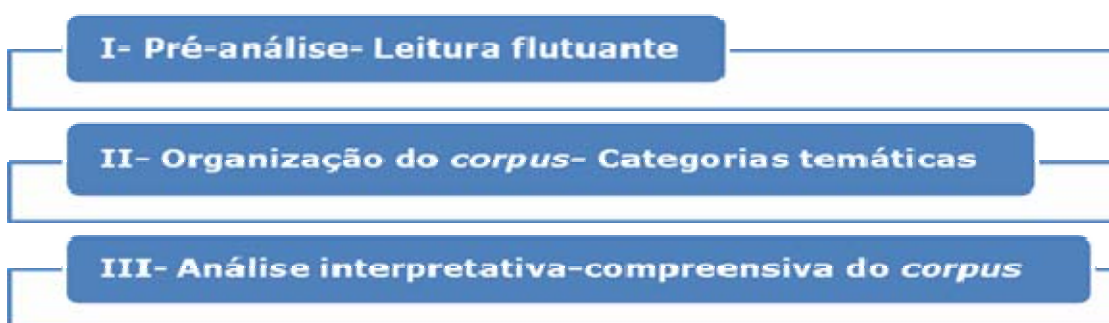 I- Pré-análise- Leitura flutuante
II- Organização do corpus- Categorias temáticas
III- Análise interpretativa-compreensiva do corpus